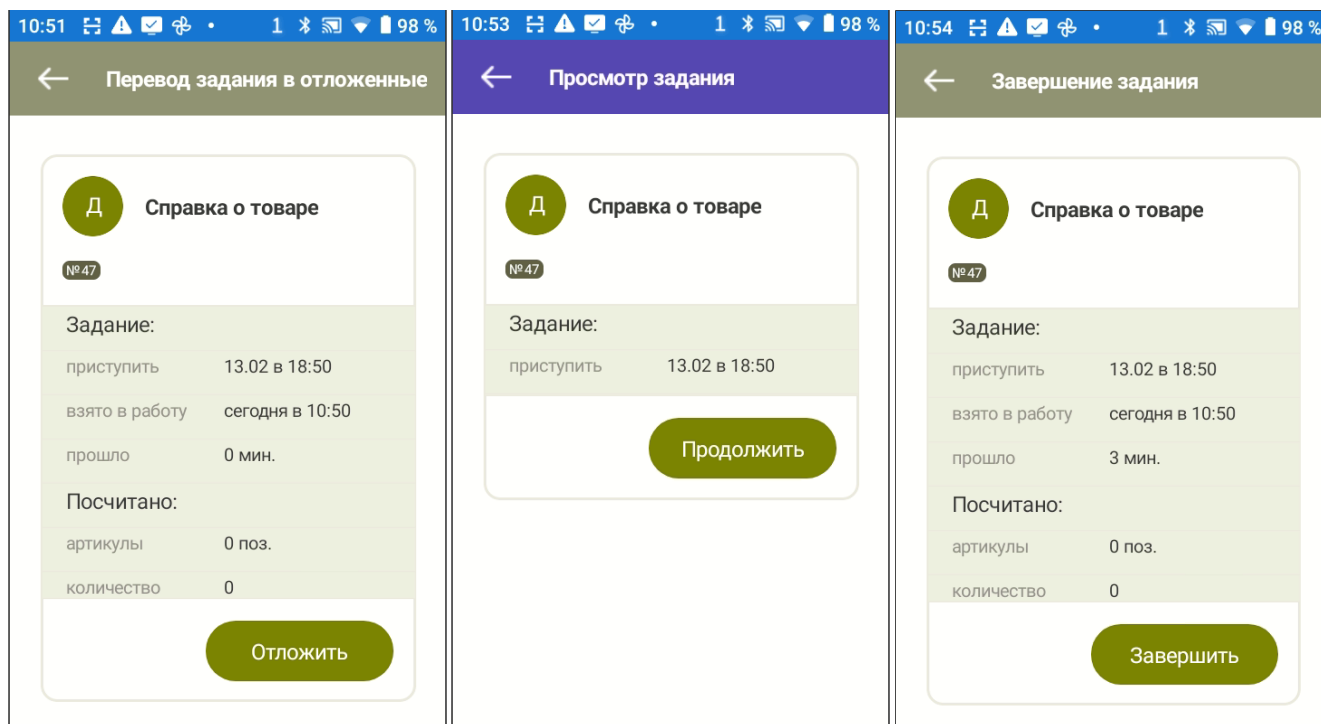 10:51 1 98 %
Перевод задания в отложенные
Д Справка о товаре
№47
Задание:
приступить 13.02 в 18:50
взято в работу сегодня в 10:50
прошло 0 мин.
Посчитано:
артикулы 0 поз.
количество 0
Отложить
10:53 1 98 %
Просмотр задания
Д Справка о товаре
№47
Задание:
приступить 13.02 в 18:50
Продолжить
10:54 1 98 %
Завершение задания
Д Справка о товаре
№47
Задание:
приступить 13.02 в 18:50
взято в работу сегодня в 10:50
прошло 3 мин.
Посчитано:
артикулы 0 поз.
количество 0
Завершить